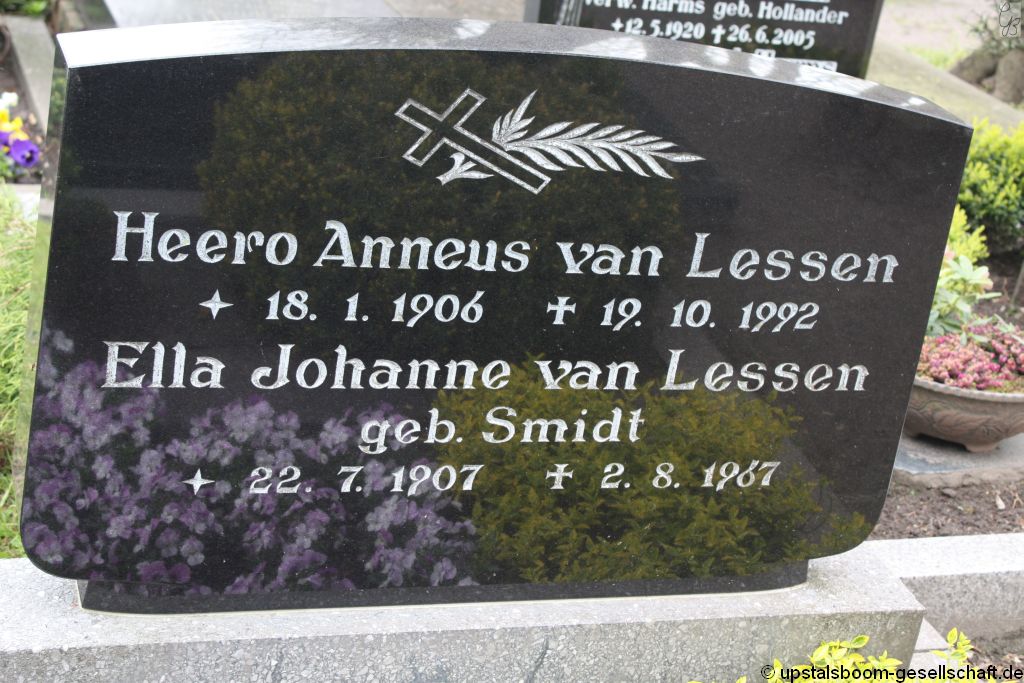 verw. Harms geb. Hollander
+12.5.1920 +26.6.2005
Heero Anneus van Lessen
18. 1. 1906 19. 10. 1992
Ella Johanne van Lessen
geb. Smidt
22. 7. 1907 2. 8. 1967
© upstalsboom-gesellschaft.de